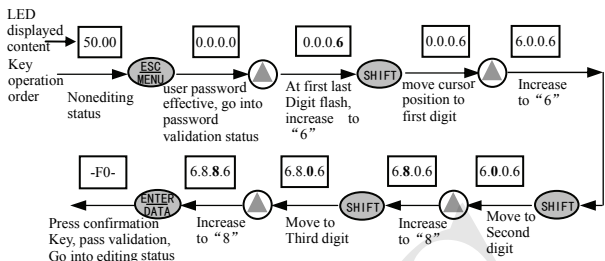 LED
displayed
content
50.00
0.0.0.0
0.0.0.6
0.0.0.6
6.0.0.6
Key
operation
order
ESC
MENU
SHIFT
Nonediting
status
user password
effective, go into
password
validation status
At first last
Digit flash,
increase to
“6”
move cursor
position to
first digit
Increase
to “6”
-F0-
6.8.8.6
6.8.0.6
6.8.0.6
6.0.0.6
ENTER
DATA
SHIFT
SHIFT
Press confirmation
Key, pass validation,
Go into editing status
Increase
to “8”
Move to
Third digit
Increase
to “8”
Move to
Second
digit